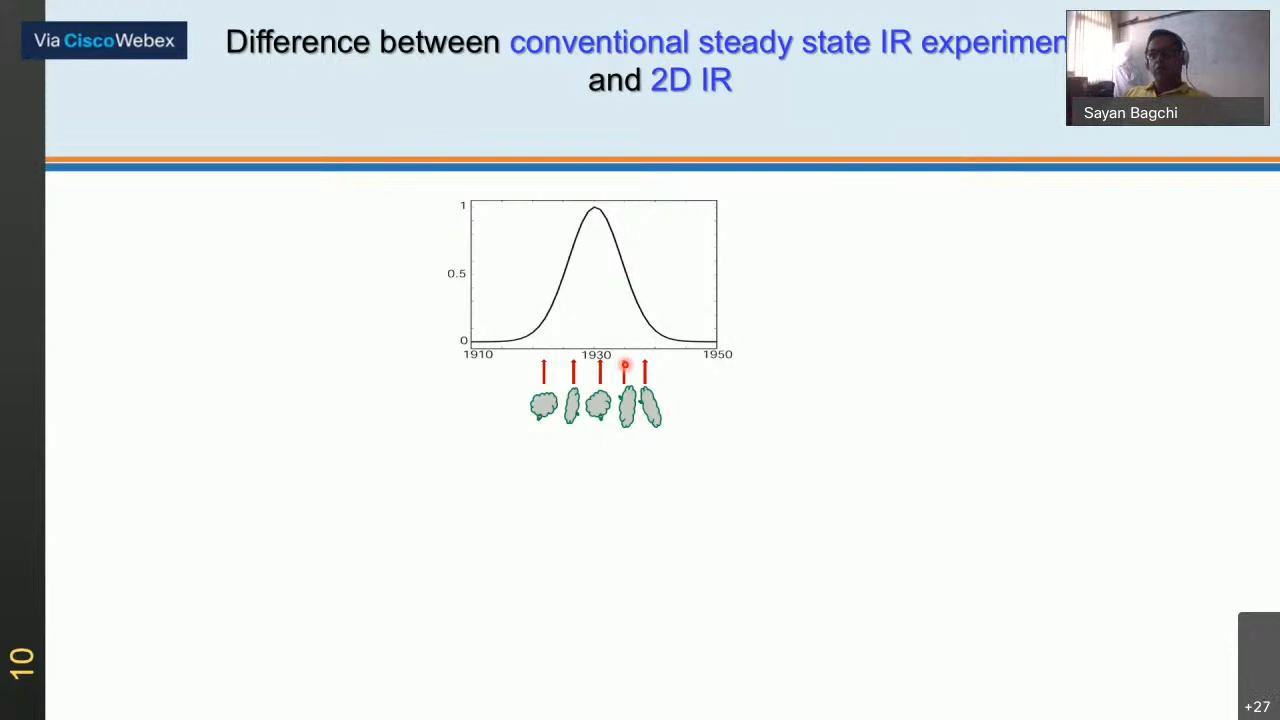 Via CiscoWebex
Difference between conventional steady state IR experimen
and 2D IR
Sayan Bagchi
1
0.5
0
1910 1930 1950
10
+27